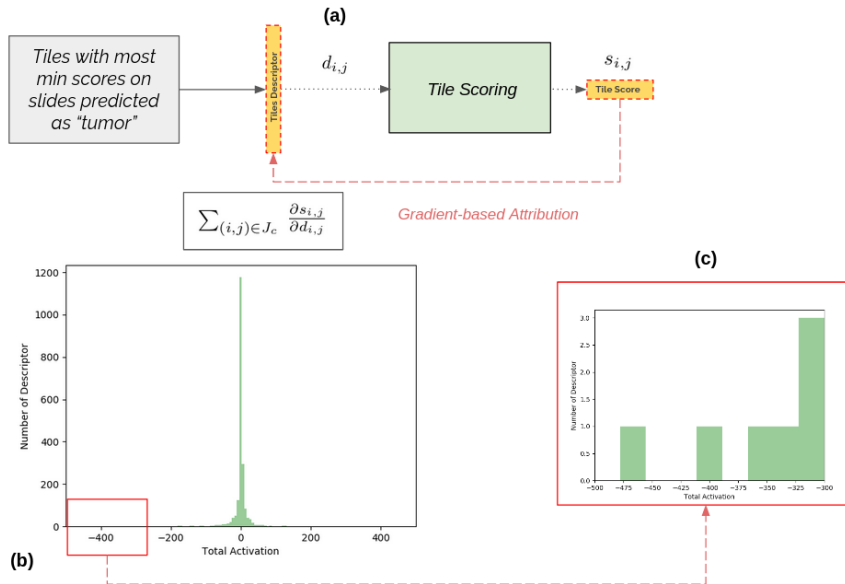 (a)
Tiles with most
min scores on
slides predicted
as “tumor”
Tiles Descriptor
d_{i,j}
Tile Scoring
s_{i,j}
Tile Score
Gradient-based Attribution
∑_{(i,j)∈J_c} ∂s_{i,j}/∂d_{i,j}
(c)
1200
1000
800
600
400
200
0
Number of Descriptor
−400
−200
0
200
400
Total Activation
(b)
3.0
2.5
2.0
1.5
1.0
0.5
0.0
Number of Descriptor
−500
−475
−450
−425
−400
−375
−350
−325
−300
Total Activation